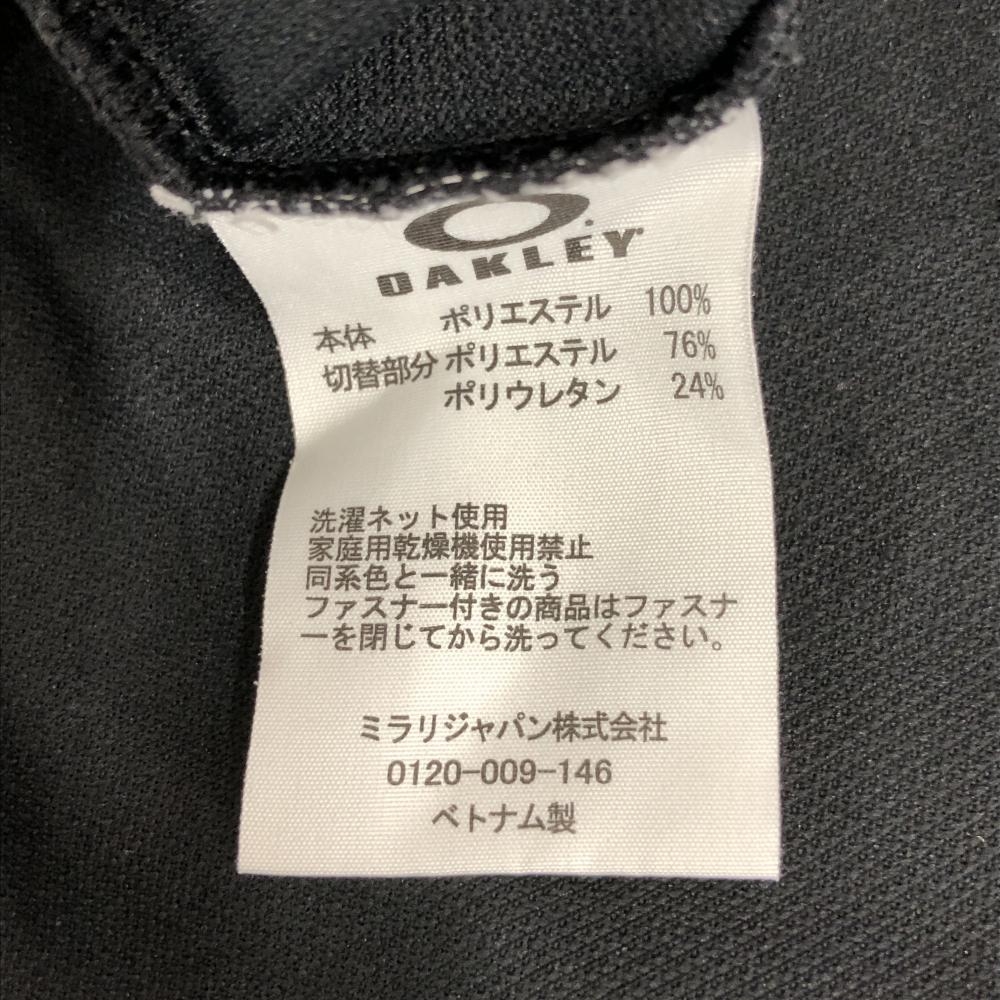 OAKLEY
本体 ポリエステル 100%
切替部分 ポリエステル 76%
ポリウレタン 24%
洗濯ネット使用
家庭用乾燥機使用禁止
同系色と一緒に洗う
ファスナー付きの商品はファスナ
ーを閉じてから洗ってください。
ミラリジャパン株式会社
0120-009-146
ベトナム製